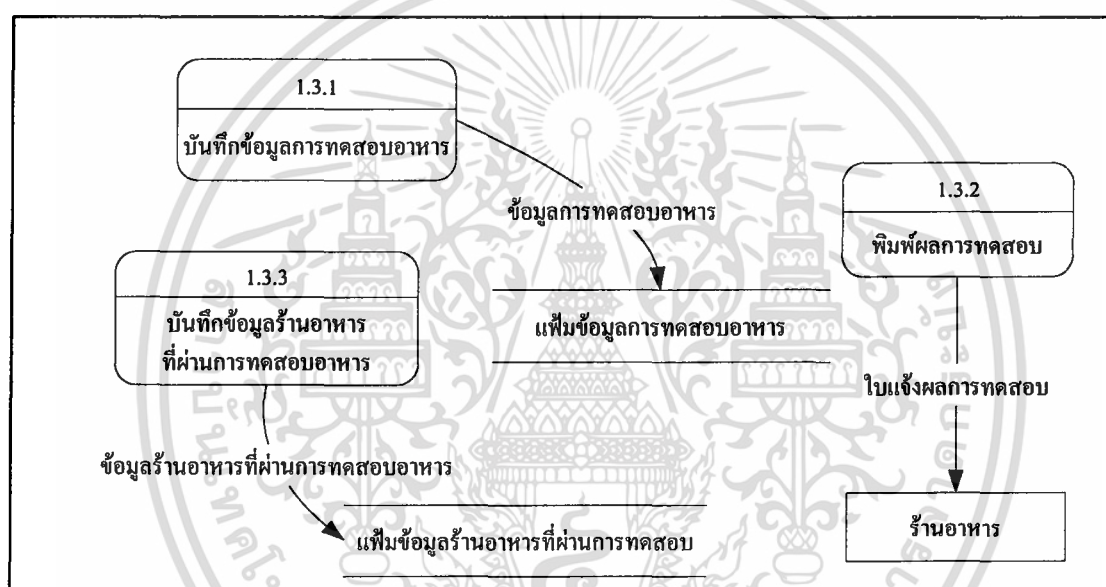 1.3.1
บันทึกข้อมูลการทดสอบอาหาร
ข้อมูลการทดสอบอาหาร
1.3.2
พิมพ์ผลการทดสอบ
1.3.3
บันทึกข้อมูลร้านอาหาร
ที่ผ่านการทดสอบอาหาร
แฟ้มข้อมูลการทดสอบอาหาร
ใบแจ้งผลการทดสอบ
ข้อมูลร้านอาหารที่ผ่านการทดสอบอาหาร
แฟ้มข้อมูลร้านอาหารที่ผ่านการทดสอบ
ร้านอาหาร